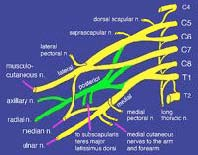 C4
dorsal scapular n.
C5
suprascapular n.
C6
lateral
pectoral n.
C7
C8
musculo-
cutaneous n.
lateral
posterior
T1
axillary n.
medial
T2
radial n.
median n.
ulnar n.
to subscapularis
teres major
latissimus dorsi
medial
pectoral n.
long
thoracic n.
medial cutaneous
nerves to the arm
and forearm